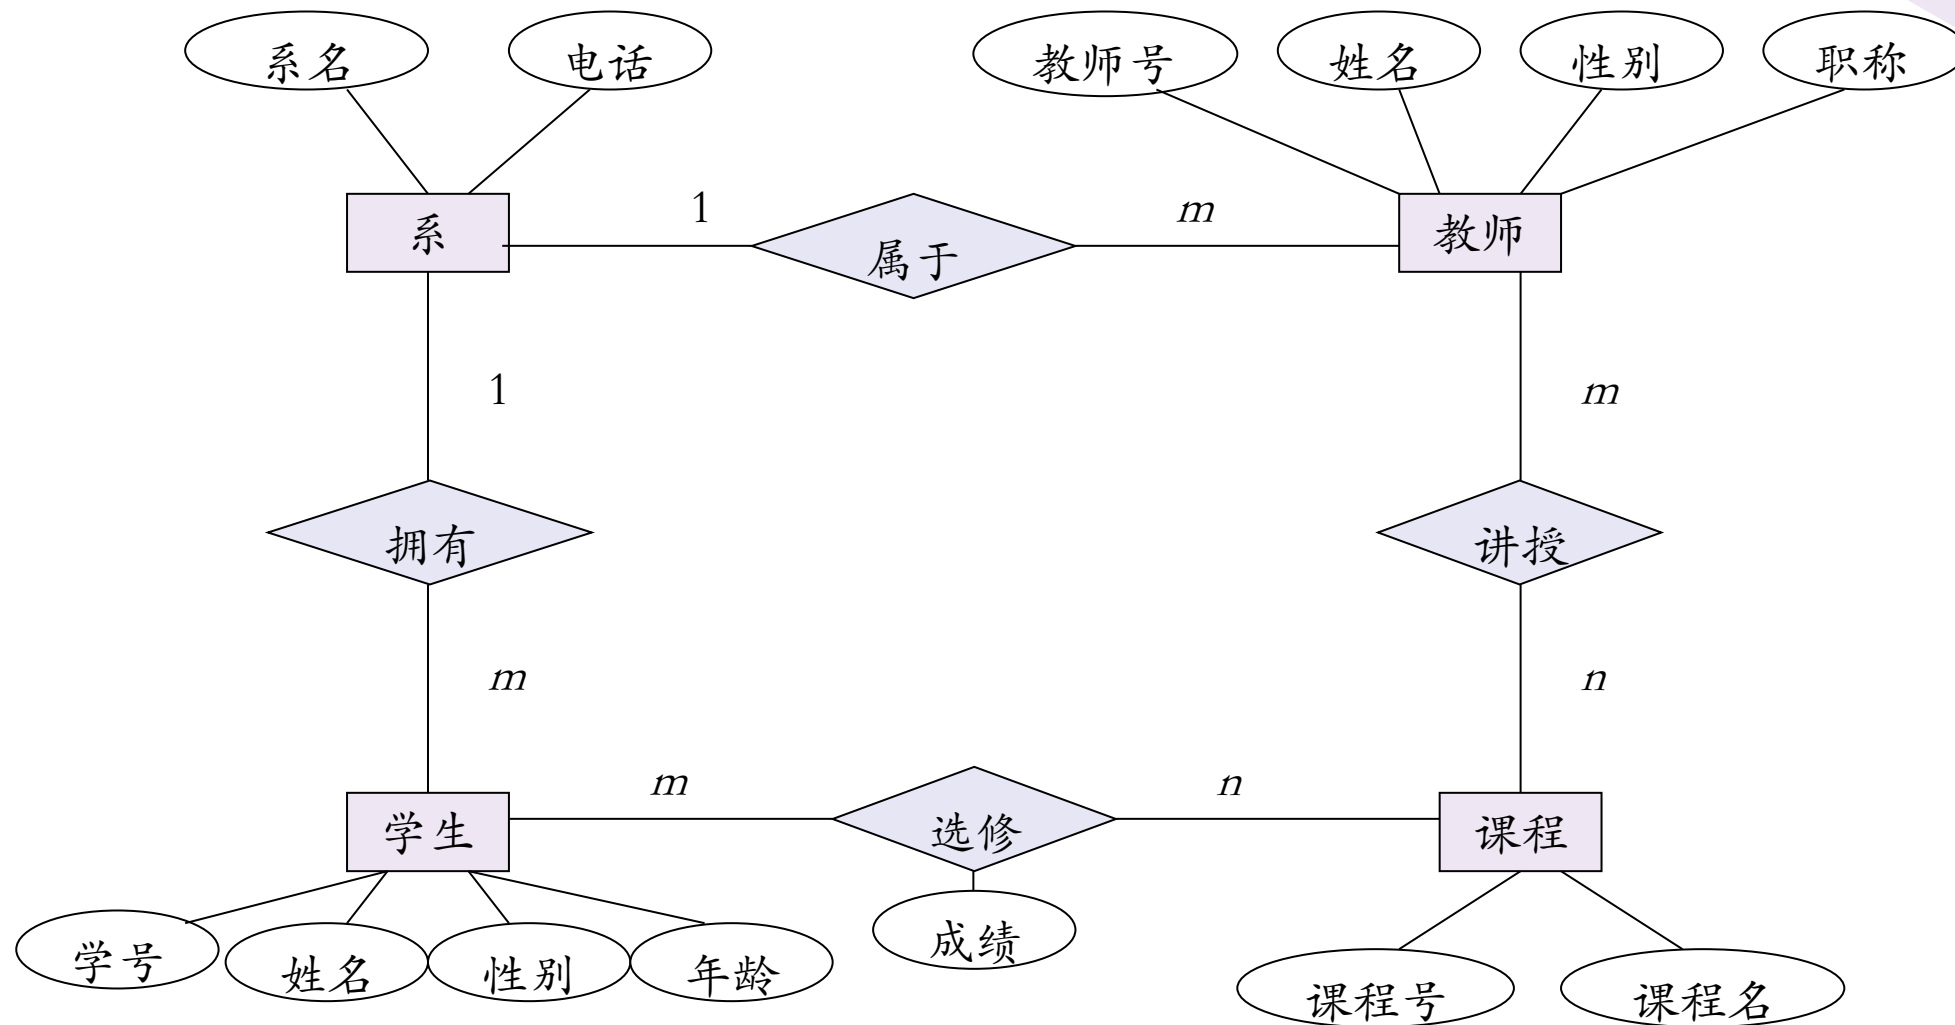 系名
电话
教师号
姓名
性别
职称
系
1
属于
m
教师
1
m
拥有
讲授
m
n
学生
m
选修
n
课程
学号
姓名
性别
年龄
成绩
课程号
课程名